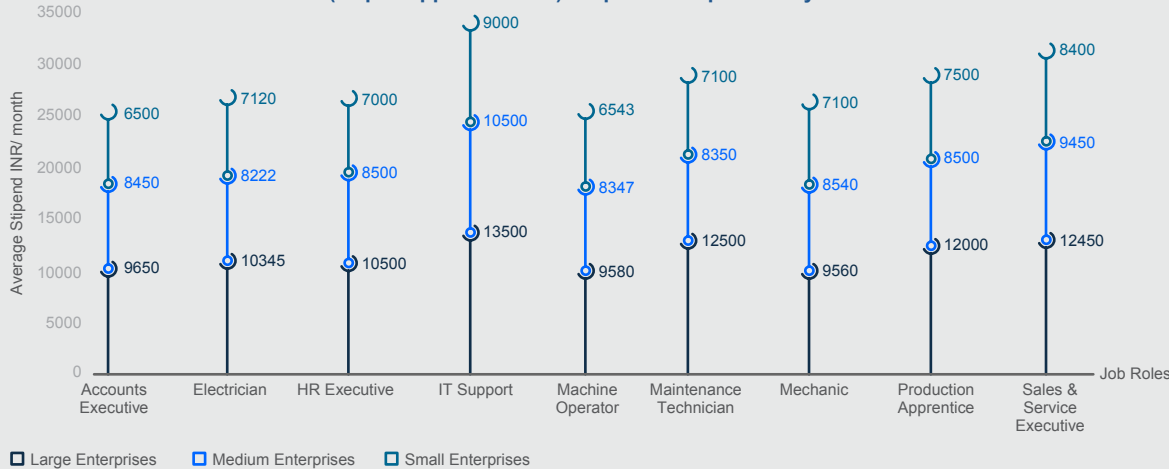 35000
30000
25000
20000
15000
10000
5000
0
Average Stipend INR/ month
6500
8450
9650
7120
8222
10345
7000
8500
10500
9000
10500
13500
6543
8347
9580
7100
8350
12500
7100
8540
9560
7500
8500
12000
8400
9450
12450
Accounts
Executive
Electrician
HR Executive
IT Support
Machine
Operator
Maintenance
Technician
Mechanic
Production
Apprentice
Sales &
Service
Executive
Job Roles
Large Enterprises
Medium Enterprises
Small Enterprises